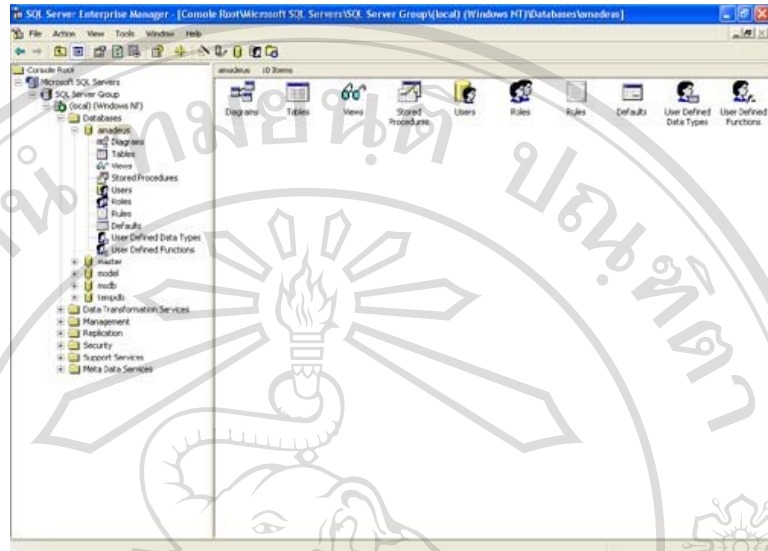 SQL Server Enterprise Manager - [Console Root\Microsoft SQL Servers\SQL Server Group\(local) (Windows NT)\Databases\amadeus]
File Action View Tools Window Help
Console Root
Microsoft SQL Servers
SQL Server Group
(local) (Windows NT)
Databases
amadeus
Diagrams
Tables
Views
Stored Procedures
Users
Roles
Rules
Defaults
User Defined Data Types
User Defined Functions
master
model
msdb
tempdb
Data Transformation Services
Management
Replication
Security
Support Services
Meta Data Services
amadeus 10 Items
Diagrams
Tables
Views
Stored Procedures
Users
Roles
Rules
Defaults
User Defined Data Types
User Defined Functions